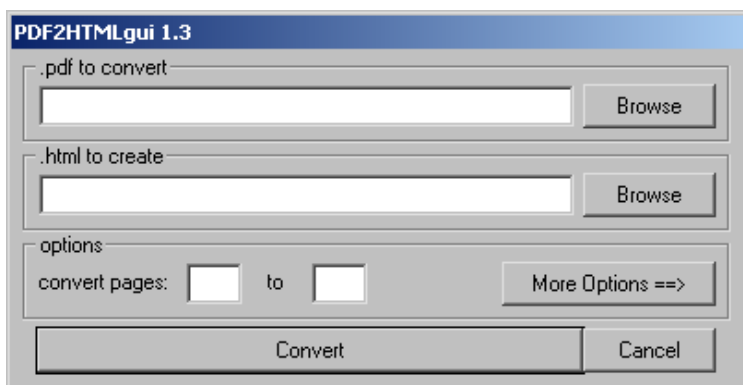 PDF2HTMLgui 1.3
.pdf to convert
Browse
.html to create
Browse
options
convert pages: to More Options ==>
Convert Cancel